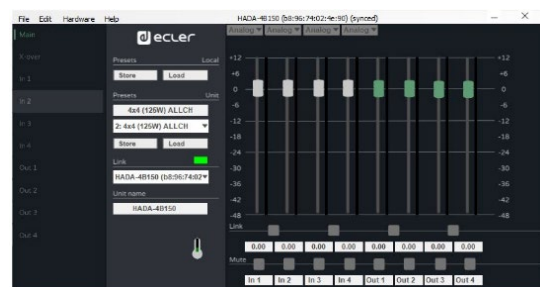 File Edit Hardware Help
HADA-4B150 (b8:96:74:02:4e:90) (synced)
Main
X-over
In 1
In 2
In 3
In 4
Out 1
Out 2
Out 3
Out 4
ecler
Presets Local
Store Load
Presets Unit
4x4 (125W) ALLCH
2: 4x4 (125W) ALLCH
Store Load
Link
HADA-4B150 (b8:96:74:02
Unit name
HADA-4B150
Analog Analog Analog Analog
+12 +12
+6 +6
0 0
-6 -6
-12 -12
-18 -18
-24 -24
-30 -30
-36 -36
-42 -42
-48 -48
Link
0.00 0.00 0.00 0.00 0.00 0.00 0.00 0.00
Mute
In 1 In 2 In 3 In 4 Out 1 Out 2 Out 3 Out 4